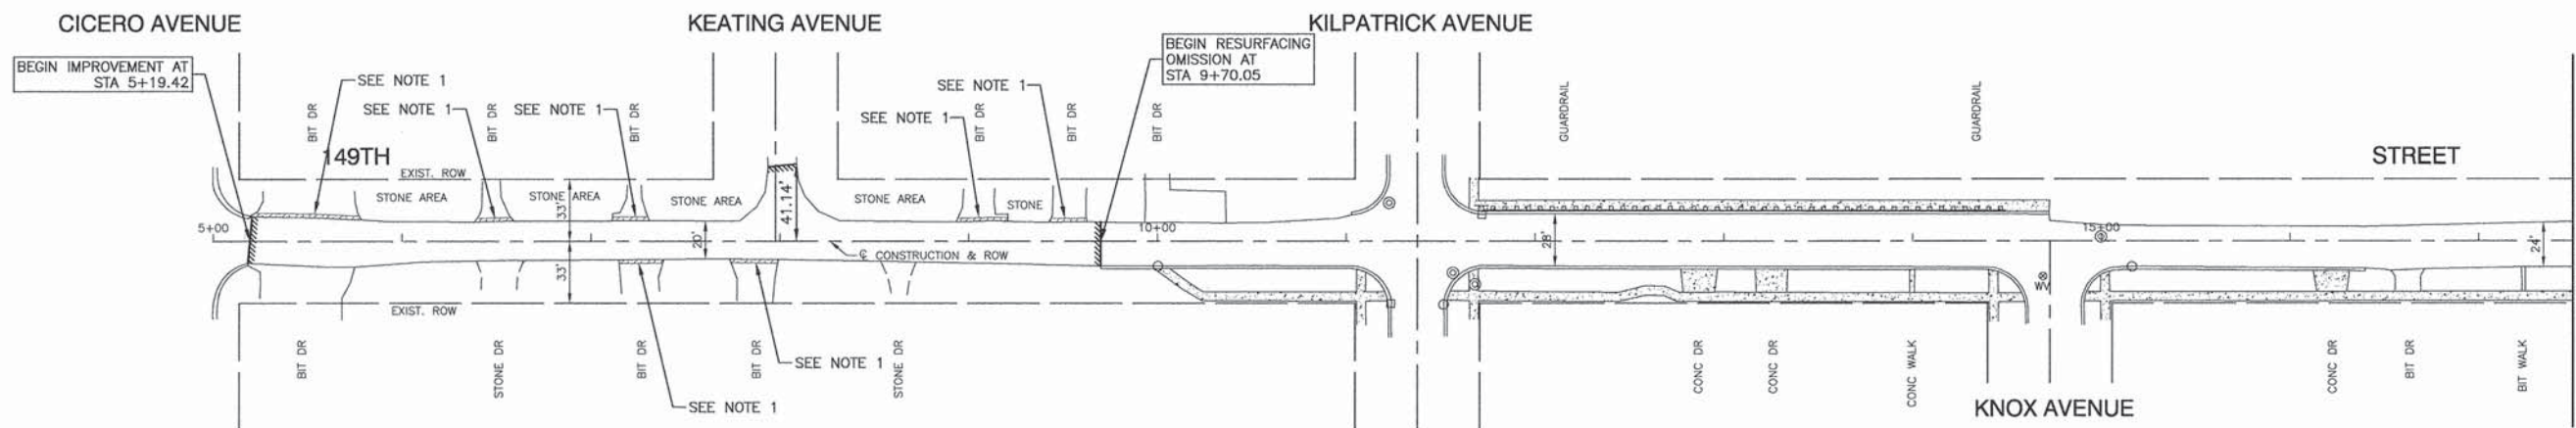 CICERO AVENUE
KEATING AVENUE
KILPATRICK AVENUE
BEGIN IMPROVEMENT AT
STA 5+19.42
BEGIN RESURFACING
OMISSION AT
STA 9+70.05
SEE NOTE 1
SEE NOTE 1
SEE NOTE 1
SEE NOTE 1
SEE NOTE 1
BIT DR
BIT DR
BIT DR
BIT DR
BIT DR
BIT DR
GUARDRAIL
GUARDRAIL
149TH
STREET
EXIST. ROW
STONE AREA
STONE AREA
STONE AREA
STONE AREA
STONE
33'
41.14'
5+00
20'
10+00
28'
15+00
24'
℄ CONSTRUCTION & ROW
33'
WV
EXIST. ROW
BIT DR
STONE DR
BIT DR
BIT DR
SEE NOTE 1
STONE DR
SEE NOTE 1
CONC DR
CONC DR
CONC WALK
CONC DR
BIT DR
BIT WALK
KNOX AVENUE